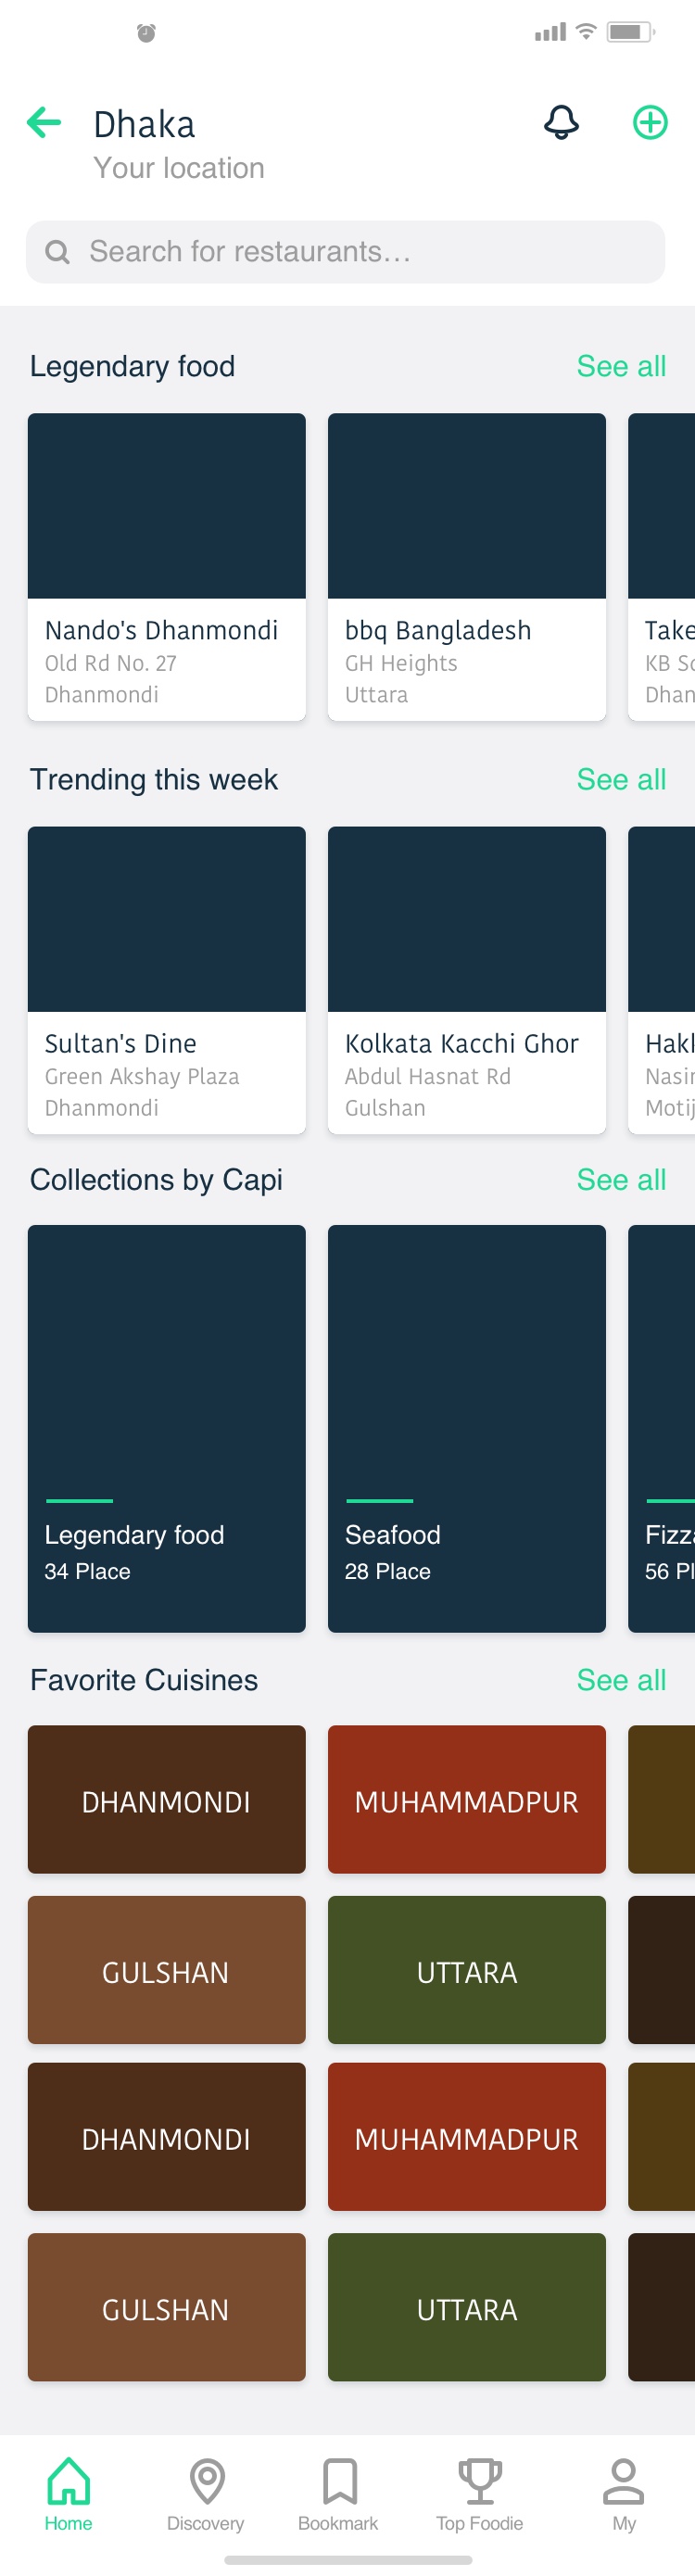 Dhaka
Your location
Search for restaurants...
Legendary food See all
Nando's Dhanmondi
Old Rd No. 27
Dhanmondi
bbq Bangladesh
GH Heights
Uttara
Take
KB
Dhan
Trending this week See all
Sultan's Dine
Green Akshay Plaza
Dhanmondi
Kolkata Kacchi Ghor
Abdul Hasnat Rd
Gulshan
Motij
Collections by Capi See all
Legendary food
34 Place
Seafood
28 Place
Fizz
56 Pl
Favorite Cuisines See all
DHANMONDI MUHAMMADPUR
GULSHAN UTTARA
DHANMONDI MUHAMMADPUR
GULSHAN UTTARA
Home Discovery Bookmark Top Foodie My